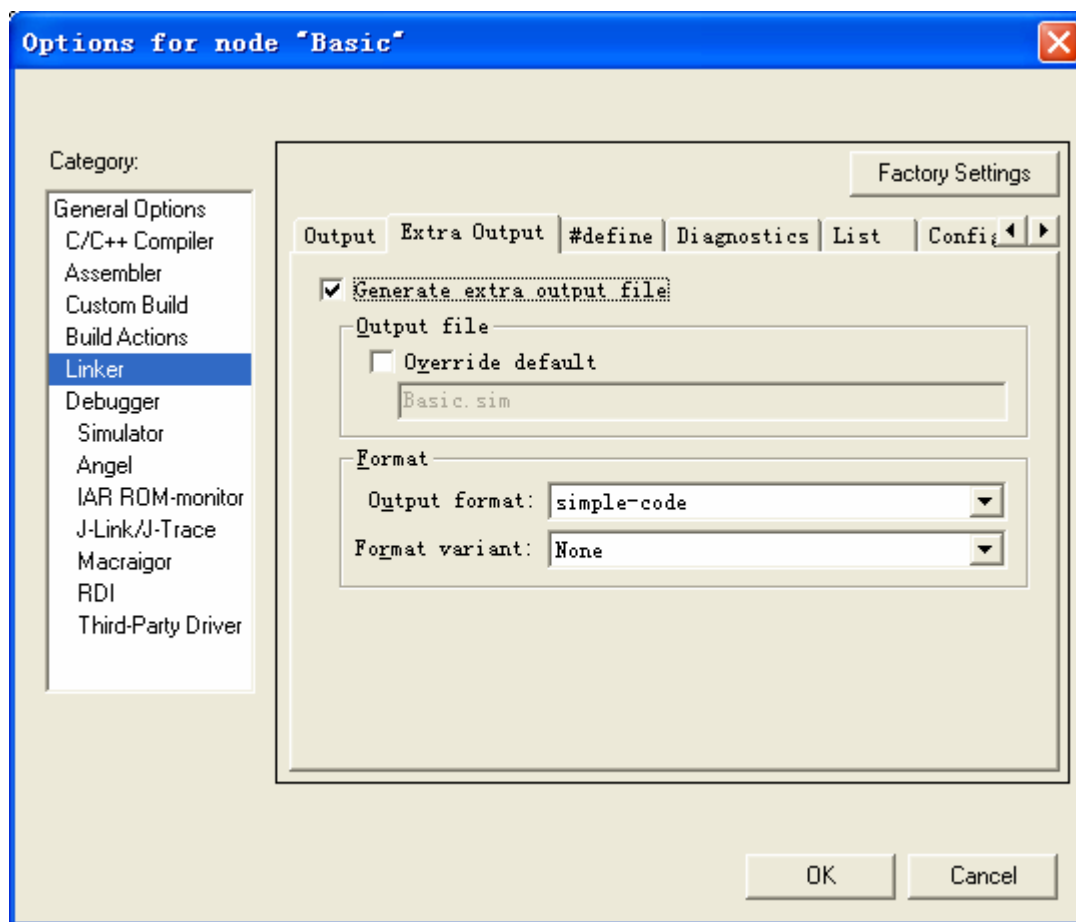 Options for node "Basic"
Category:
Factory Settings
General Options
C/C++ Compiler
Assembler
Custom Build
Build Actions
Linker
Debugger
Simulator
Angel
IAR ROM-monitor
J-Link/J-Trace
Macraigor
RDI
Third-Party Driver
Output Extra Output #define Diagnostics List Config
Generate extra output file
Output file
Override default
Basic.sim
Format
Output format: simple-code
Format variant: None
OK Cancel